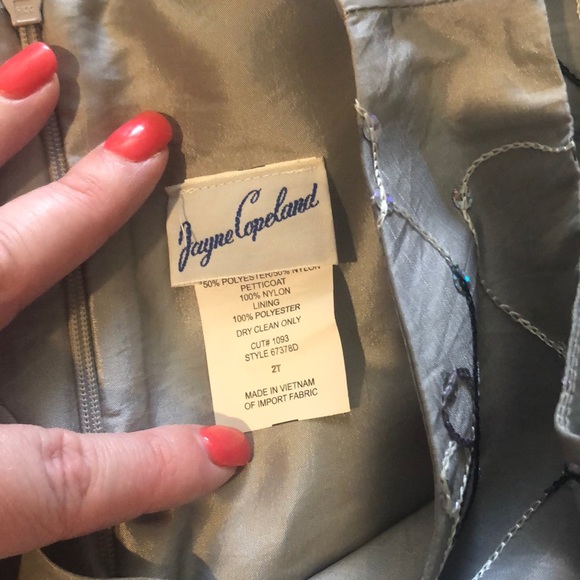 Jayne Copeland
50% POLYESTER/50% NYLON
PETTICOAT
100% NYLON
LINING
100% POLYESTER
DRY CLEAN ONLY
CUT# 1093
STYLE 67378D
2T
MADE IN VIETNAM
OF IMPORT FABRIC